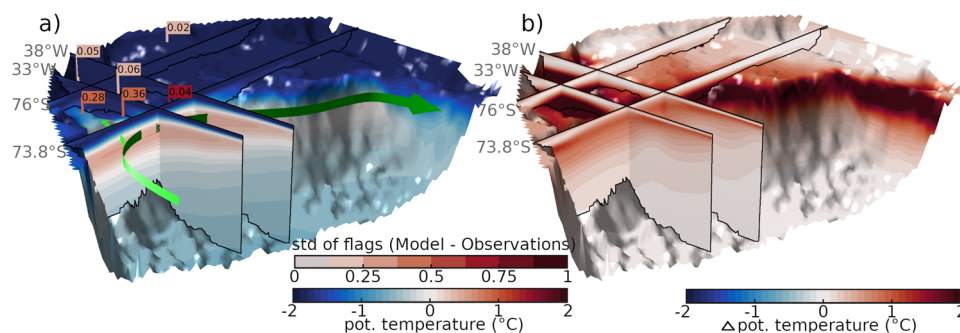 a)
b)
0.02
38°W
0.05
33°W
0.06
0.28
0.36
0.04
76°S
73.8°S
38°W
33°W
76°S
73.8°S
std of flags (Model - Observations)
0 0.25 0.5 0.75 1
-2 -1 0 1 2
pot. temperature (°C)
-2 -1 0 1 2
△ pot. temperature (°C)